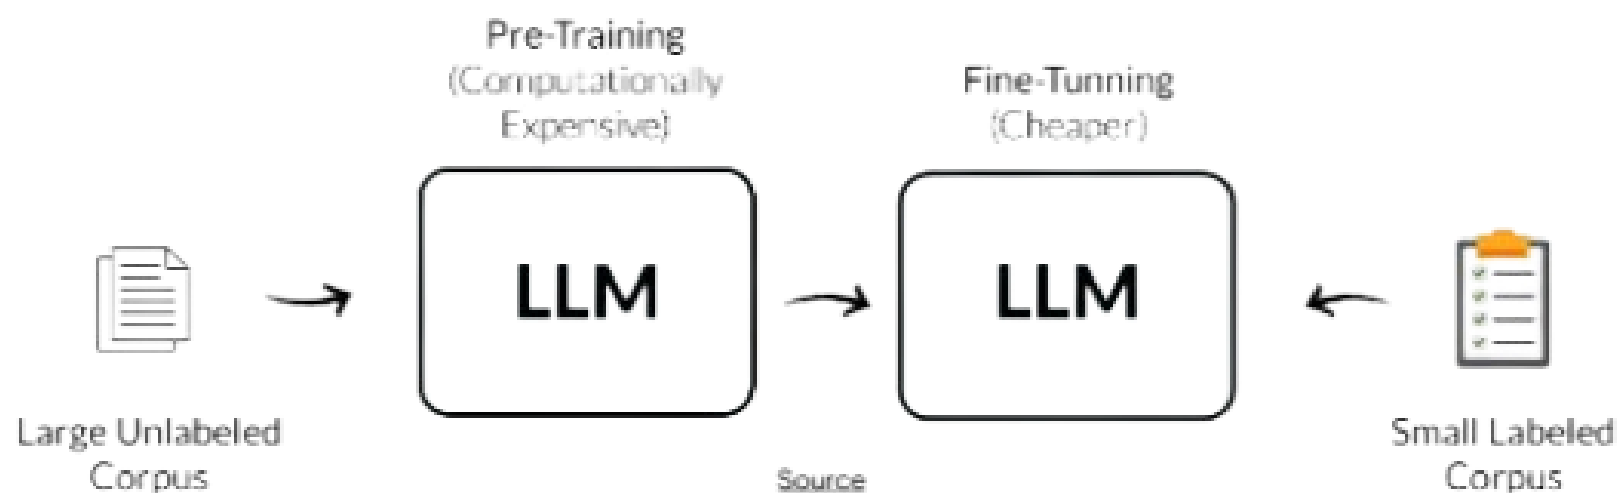 Pre-Training
(Computationally
Expensive)
Fine-Tunning
(Cheaper)
LLM
LLM
Large Unlabeled
Corpus
Small Labeled
Corpus
Source